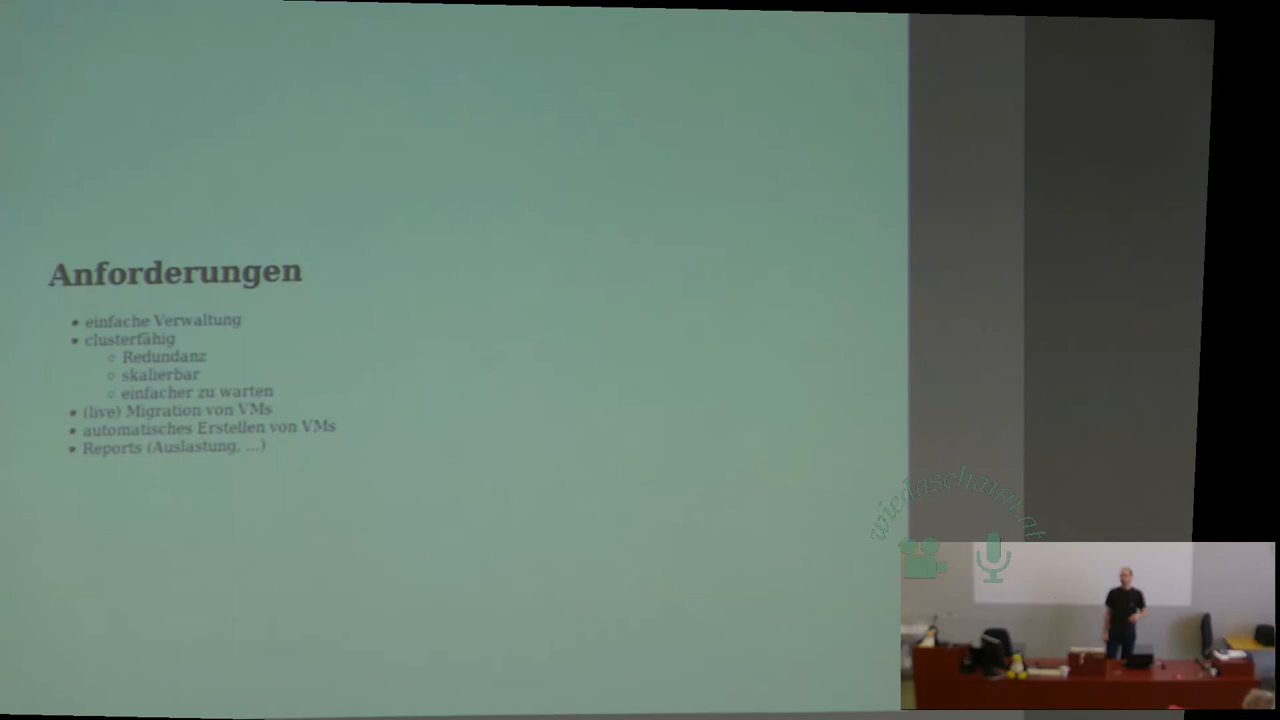 Anforderungen
• einfache Verwaltung
• clusterfähig
◦ Redundanz
◦ skalierbar
◦ einfacher zu warten
• (live) Migration von VMs
• automatisches Erstellen von VMs
• Reports (Auslastung, ...)
wiedaschaun.at